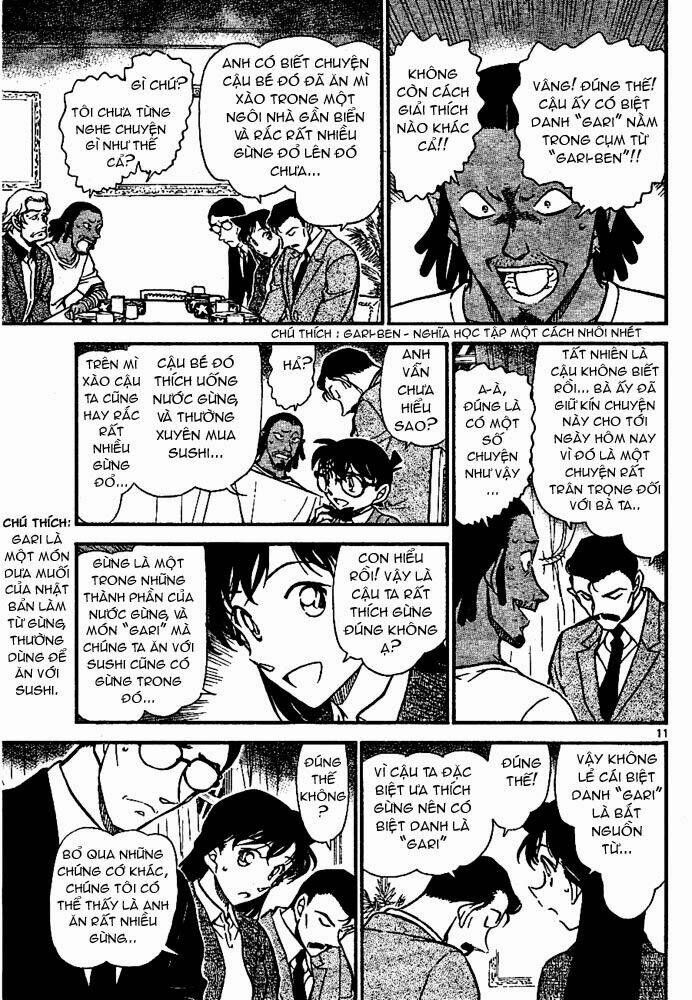 VÂNG! ĐÚNG THẾ!
CẬU ẤY CÓ BIỆT
DANH "GARI" NẰM
TRONG CỤM TỪ
"GARI-BEN"!!
KHÔNG
CÒN CÁCH
GIẢI THÍCH
NÀO KHÁC
CẢ!!
ANH CÓ BIẾT CHUYỆN
CẬU BÉ ĐÓ ĐÃ ĂN MÌ
XÀO TRONG MỘT
NGÔI NHÀ GẦN BIỂN
VÀ RẮC RẤT NHIỀU
GỪNG ĐỎ LÊN ĐÓ
CHƯA...
GÌ CHỨ?
TÔI CHƯA TỪNG
NGHE CHUYỆN
GÌ NHƯ THẾ
CẢ?
CHÚ THÍCH : GARI-BEN - NGHĨA HỌC TẬP MỘT CÁCH NHỒI NHÉT
TẤT NHIÊN LÀ
CẬU KHÔNG BIẾT
RỒI... BÀ ẤY ĐÃ
GIỮ KÍN CHUYỆN
NÀY CHO TỚI
NGÀY HÔM NAY
VÌ ĐÓ LÀ MỘT
CHUYỆN RẤT
TRÂN TRỌNG ĐỐI
VỚI BÀ TA..
A-À,
ĐÚNG LÀ
CÓ MỘT
SỐ
CHUYỆN
NHƯ VẬY
...
ANH
VẪN
CHƯA
HIỂU
SAO?
HẢ?
CẬU BÉ ĐÓ
THÍCH UỐNG
NƯỚC GỪNG,
VÀ THƯỜNG
XUYÊN MUA
SUSHI...
TRÊN MÌ
XÀO CẬU
TA CŨNG
HAY RẮC
RẤT
NHIỀU
GỪNG
ĐỎ...
CON HIỂU
RỒI! VẬY LÀ
CẬU TA RẤT
THÍCH GỪNG
ĐÚNG KHÔNG
Ạ?
GỪNG LÀ MỘT
TRONG NHỮNG
THÀNH PHẦN CỦA
NƯỚC GỪNG, VÀ
MÓN "GARI" MÀ
CHÚNG TA ĂN VỚI
SUSHI CŨNG CÓ
GỪNG TRONG
ĐÓ...
CHÚ THÍCH:
GARI LÀ
MỘT MÓN
DƯA MUỐI
CỦA NHẬT
BẢN LÀM
TỪ GỪNG,
THƯỜNG
DÙNG ĐỂ
ĂN VỚI
SUSHI.
11
VẬY KHÔNG
LẼ CÁI BIỆT
DANH "GARI"
LÀ BẮT
NGUỒN
TỪ...
ĐÚNG
THẾ!
VÌ CẬU TA ĐẶC
BIỆT ƯA THÍCH
GỪNG NÊN CÓ
BIỆT DANH LÀ
"GARI"
ĐÚNG
THẾ
KHÔNG?
BỎ QUA NHỮNG
CHỨNG CỚ KHÁC,
CHÚNG TÔI CÓ
THỂ THẤY LÀ ANH
ĂN RẤT NHIỀU
GỪNG..